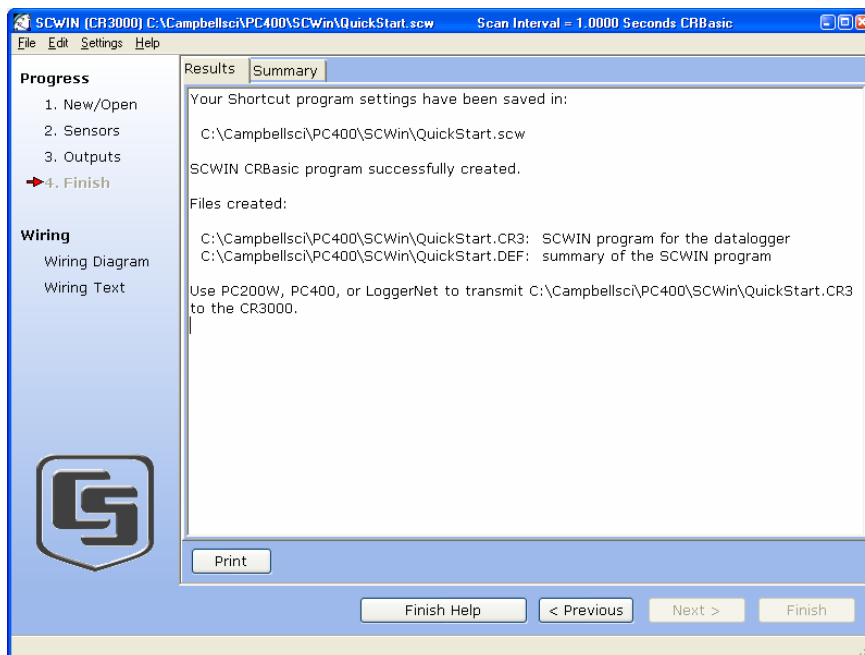 SCWIN (CR3000) C:\Campbellsci\PC400\SCWin\QuickStart.scw Scan Interval = 1.0000 Seconds CRBasic
File Edit Settings Help
Progress
1. New/Open
2. Sensors
3. Outputs
4. Finish
Wiring
Wiring Diagram
Wiring Text
Results Summary
Your Shortcut program settings have been saved in:
C:\Campbellsci\PC400\SCWin\QuickStart.scw
SCWIN CRBasic program successfully created.
Files created:
C:\Campbellsci\PC400\SCWin\QuickStart.CR3: SCWIN program for the datalogger
C:\Campbellsci\PC400\SCWin\QuickStart.DEF: summary of the SCWIN program
Use PC200W, PC400, or LoggerNet to transmit C:\Campbellsci\PC400\SCWin\QuickStart.CR3
to the CR3000.
CS
Print
Finish Help < Previous Next > Finish